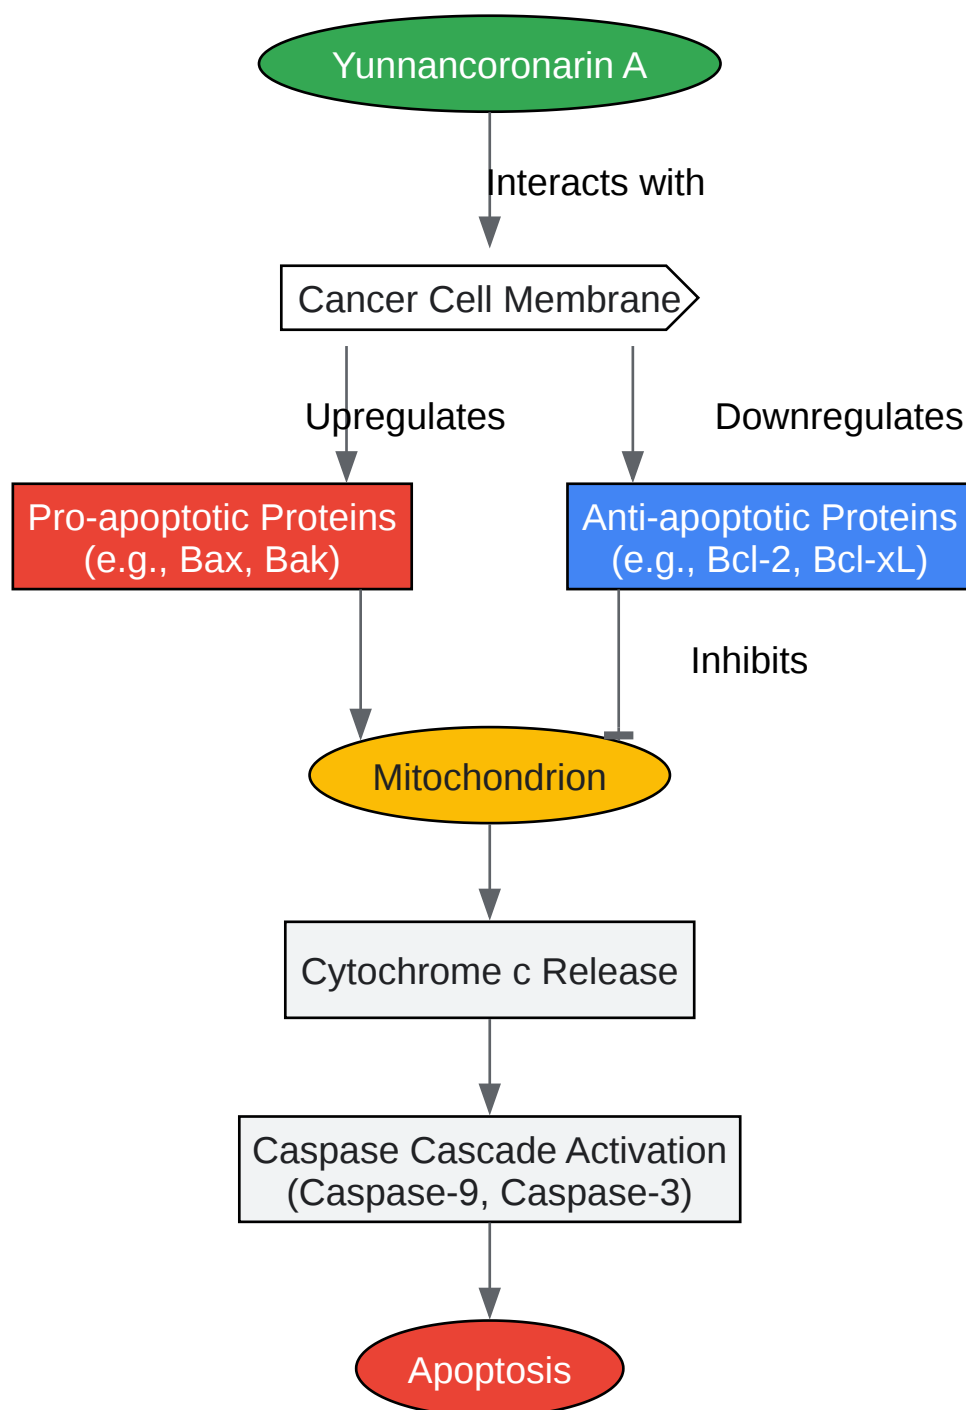 Yunnancoronarin A
Interacts with
Cancer Cell Membrane
Upregulates
Downregulates
Pro-apoptotic Proteins
(e.g., Bax, Bak)
Anti-apoptotic Proteins
(e.g., Bcl-2, Bcl-xL)
Inhibits
Mitochondrion
Cytochrome c Release
Caspase Cascade Activation
(Caspase-9, Caspase-3)
Apoptosis